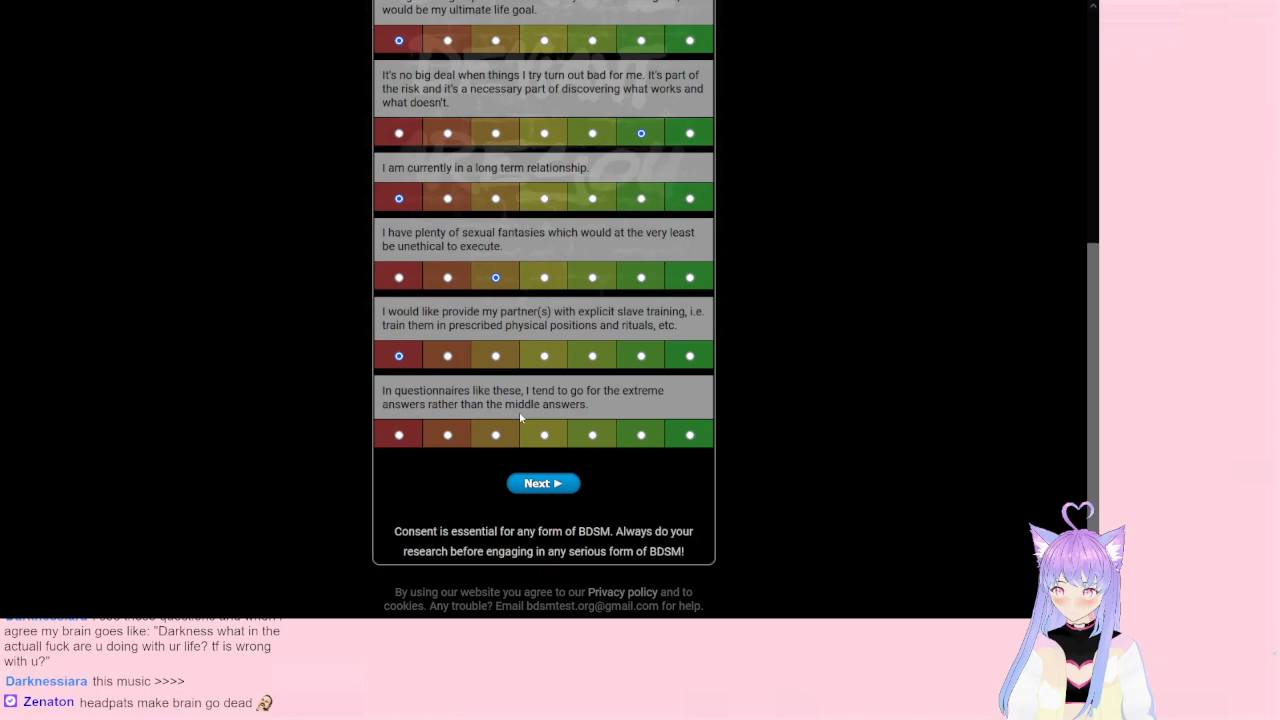 would be my ultimate life goal.
It's no big deal when things I try turn out bad for me. It's part of
the risk and it's a necessary part of discovering what works and
what doesn't.
I am currently in a long term relationship.
I have plenty of sexual fantasies which would at the very least
be unethical to execute.
I would like provide my partner(s) with explicit slave training, i.e.
train them in prescribed physical positions and rituals, etc.
In questionnaires like these, I tend to go for the extreme
answers rather than the middle answers.
Next ►
Consent is essential for any form of BDSM. Always do your
research before engaging in any serious form of BDSM!
By using our website you agree to our Privacy policy and to
cookies. Any trouble? Email bdsmtest.org@gmail.com for help.
agree my brain goes like: "Darkness what in the
actuall fuck are u doing with ur life? tf is wrong
with u?"
Darknessiara this music >>>>
Zenaton headpats make brain go dead